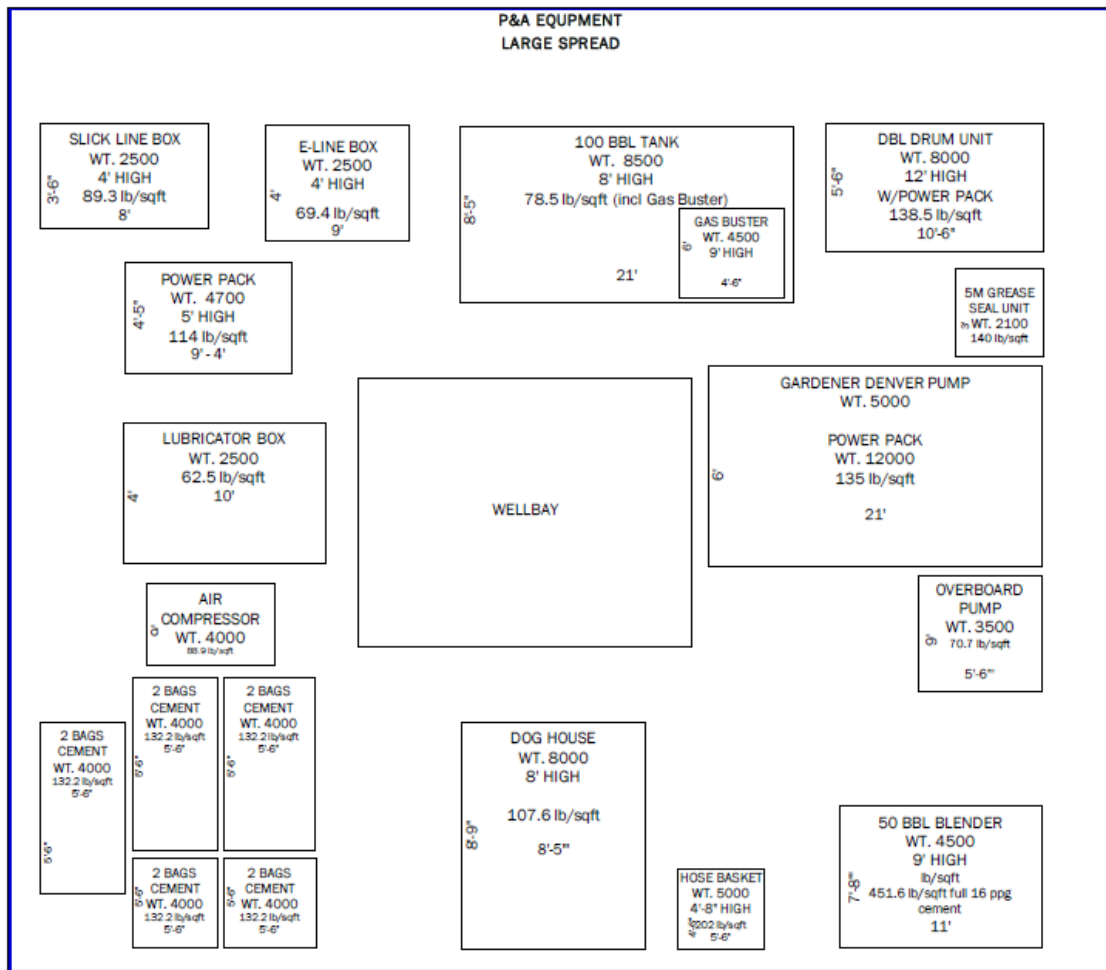 P&A EQUPMENT
LARGE SPREAD
SLICK LINE BOX
WT. 2500
4' HIGH
89.3 lb/sqft
8'
3'-6"
E-LINE BOX
WT. 2500
4' HIGH
69.4 lb/sqft
9'
4'
100 BBL TANK
WT. 8500
8' HIGH
78.5 lb/sqft (incl Gas Buster)
21'
8'-5"
GAS BUSTER
WT. 4500
9' HIGH
4'-6"
6'
DBL DRUM UNIT
WT. 8000
12' HIGH
W/POWER PACK
138.5 lb/sqft
10'-6"
5'-6"
POWER PACK
WT. 4700
5' HIGH
114 lb/sqft
9' - 4'
4'-5"
5M GREASE
SEAL UNIT
WT. 2100
140 lb/sqft
3'
GARDENER DENVER PUMP
WT. 5000
POWER PACK
WT. 12000
135 lb/sqft
21'
6'
LUBRICATOR BOX
WT. 2500
62.5 lb/sqft
10'
4'
WELLBAY
AIR
COMPRESSOR
WT. 4000
88.9 lb/sqft
9'
OVERBOARD
PUMP
WT. 3500
70.7 lb/sqft
5'-6'"
9'
2 BAGS
CEMENT
WT. 4000
132.2 lb/sqft
5'-6"
5'-6"
2 BAGS
CEMENT
WT. 4000
132.2 lb/sqft
5'-6"
5'-6"
2 BAGS
CEMENT
WT. 4000
132.2 lb/sqft
5'-6"
5'6"
DOG HOUSE
WT. 8000
8' HIGH
107.6 lb/sqft
8'-5'"
8'-9"
50 BBL BLENDER
WT. 4500
9' HIGH
lb/sqft
451.6 lb/sqft full 16 ppg
cement
11'
7'-8'"
2 BAGS
CEMENT
WT. 4000
132.2 lb/sqft
5'-6"
5'-6"
2 BAGS
CEMENT
WT. 4000
132.2 lb/sqft
5'-6"
5'-6"
HOSE BASKET
WT. 5000
4'-8" HIGH
202 lb/sqft
5'-6"